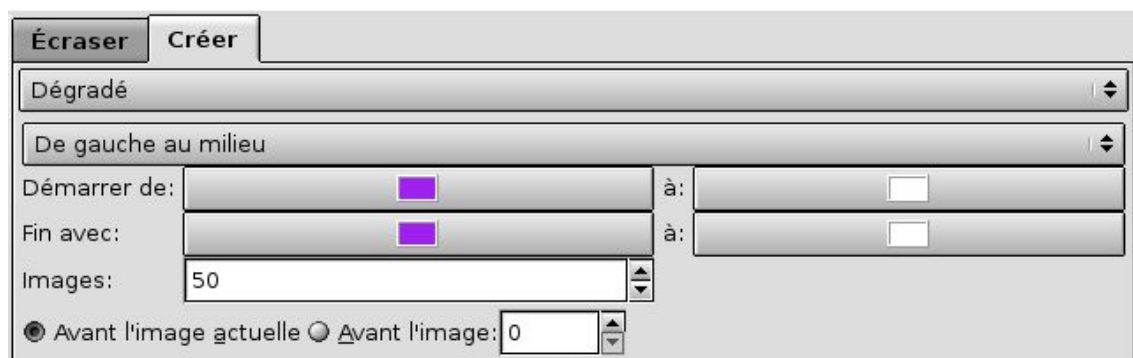 Écraser Créer
Dégradé
De gauche au milieu
Démarrer de: à:
Fin avec: à:
Images: 50
Avant l'image actuelle Avant l'image: 0